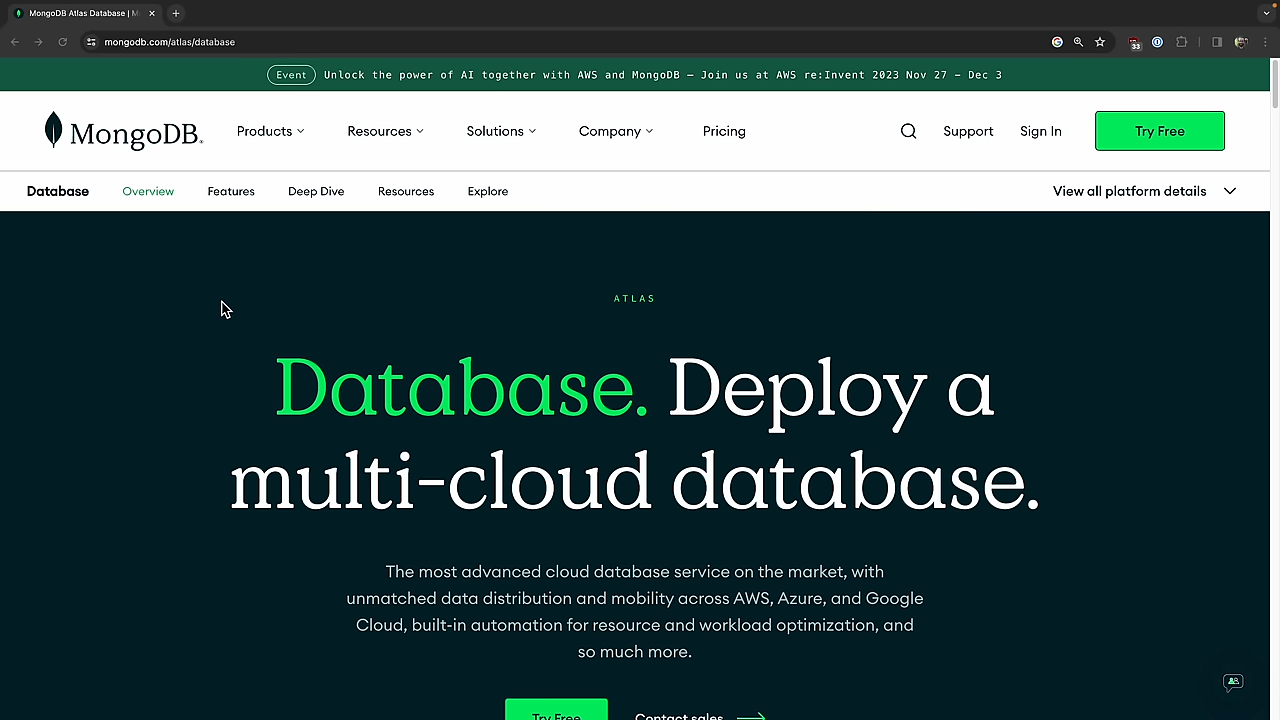 MongoDB Atlas Database | M
mongodb.com/atlas/database
33
Event Unlock the power of AI together with AWS and MongoDB — Join us at AWS re:Invent 2023 Nov 27 - Dec 3
MongoDB. Products Resources Solutions Company Pricing Support Sign In Try Free
Database Overview Features Deep Dive Resources Explore View all platform details
ATLAS
Database. Deploy a
multi-cloud database.
The most advanced cloud database service on the market, with
unmatched data distribution and mobility across AWS, Azure, and Google
Cloud, built-in automation for resource and workload optimization, and
so much more.
Try Free Contact sales